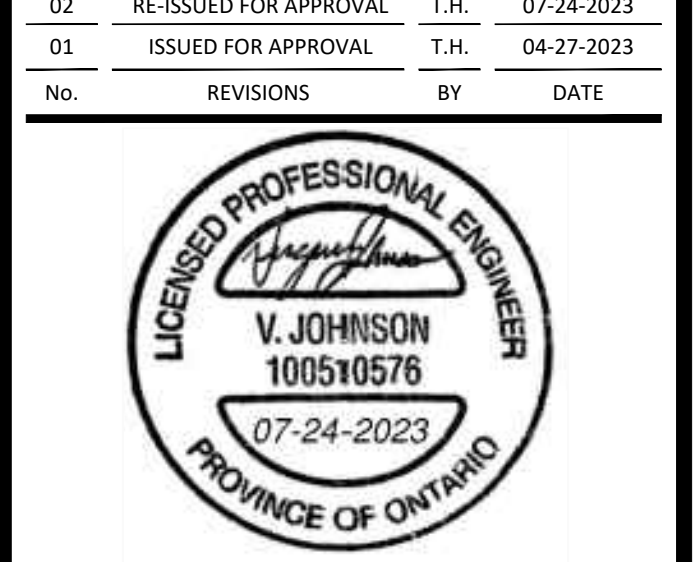 02 RE-ISSUED FOR APPROVAL T.H. 07-24-2023
01 ISSUED FOR APPROVAL T.H. 04-27-2023
No. REVISIONS BY DATE
LICENSED PROFESSIONAL ENGINEER
V. JOHNSON
100510576
07-24-2023
PROVINCE OF ONTARIO